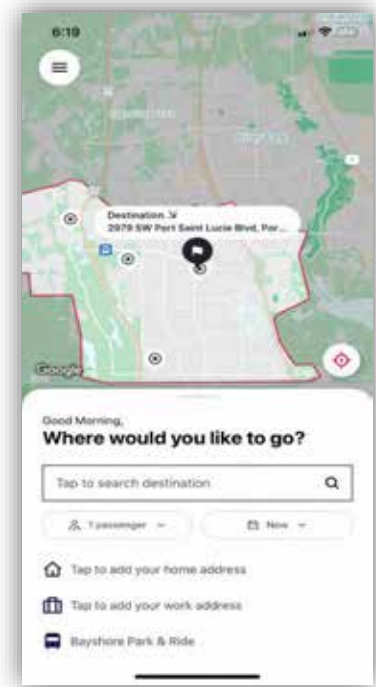 6:19
Destination
2979 SW Port Saint Lucie Blvd, Por...
Google
Good Morning,
Where would you like to go?
Tap to search destination
1 passenger
Now
Tap to add your home address
Tap to add your work address
Bayshore Park & Ride